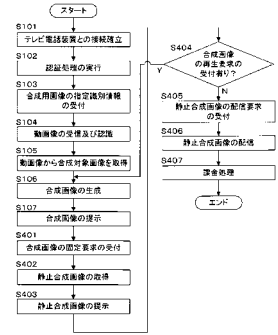 スタート
S101
テレビ電話装置との接続確立
S102
認証処理の実行
S103
合成用画像の指定識別情報
の受付
S104
動画像の受信及び認識
S105
動画像から合成対象画像を取得
S106
合成画像の生成
S107
合成画像の提示
S401
合成画像の固定要求の受付
S402
静止合成画像の取得
S403
静止合成画像の提示
S404
合成画像
の再生要求の
受付有り？
Y
N
S405
静止合成画像の配信要求
の受付
S406
静止合成画像の配信
S407
課金処理
エンド